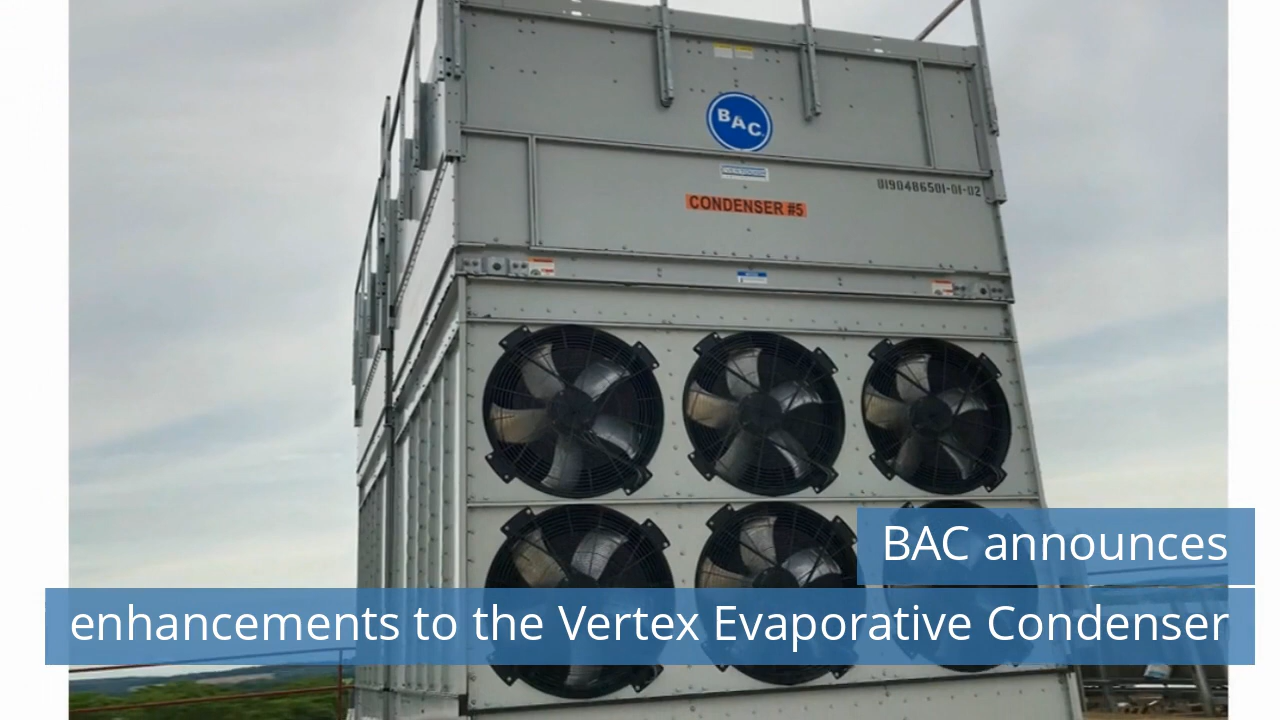 BAC
U190486501-01-02
CONDENSER #5
BAC announces
enhancements to the Vertex Evaporative Condenser